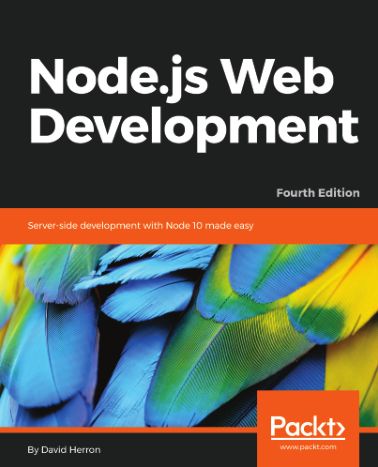 Node.js Web
Development
Fourth Edition
Server-side development with Node 10 made easy
Packt>
www.packt.com
By David Herron